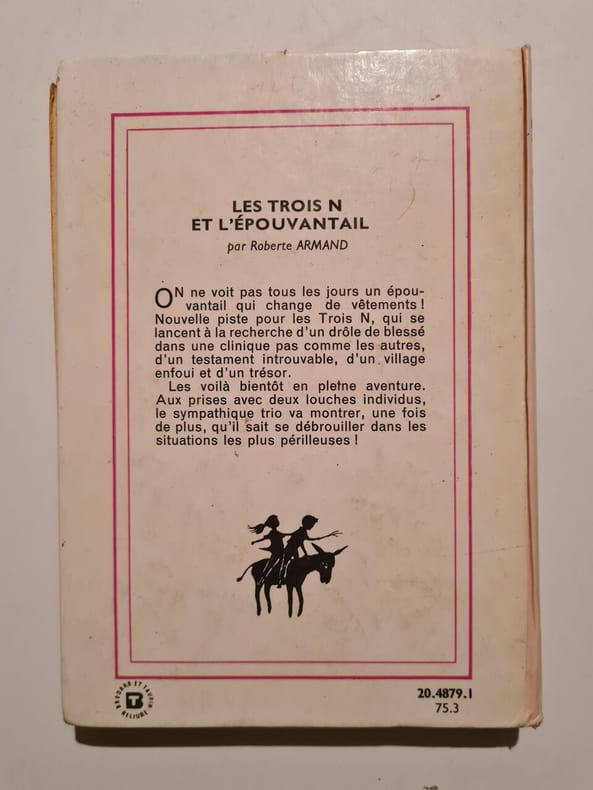 LES TROIS N
ET L'ÉPOUVANTAIL
par Roberte ARMAND
ON ne voit pas tous les jours un épou-
vantail qui change de vêtements !
Nouvelle piste pour les Trois N, qui se
lancent à la recherche d'un drôle de blessé
dans une clinique pas comme les autres,
d'un testament introuvable, d'un village
enfoui et d'un trésor.
Les voilà bientôt en pleine aventure.
Aux prises avec deux louches individus,
le sympathique trio va montrer, une fois
de plus, qu'il sait se débrouiller dans les
situations les plus périlleuses !
BRODARD ET TAUPIN
RELIURE
20.4879.1
75.3